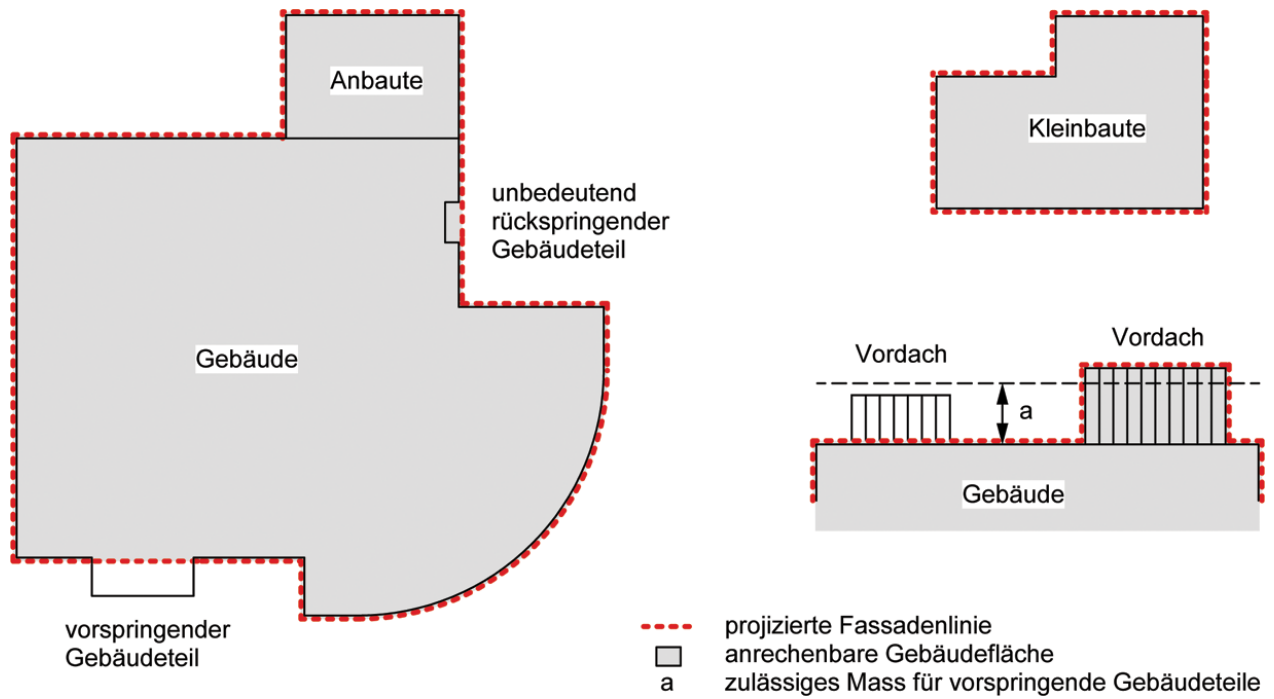 Anbaute
unbedeutend
rückspringender
Gebäudeteil
Gebäude
vorspringender
Gebäudeteil
Kleinbaute
Vordach
Vordach
a
Gebäude
projizierte Fassadenlinie
anrechenbare Gebäudefläche
a zulässiges Mass für vorspringende Gebäudeteile